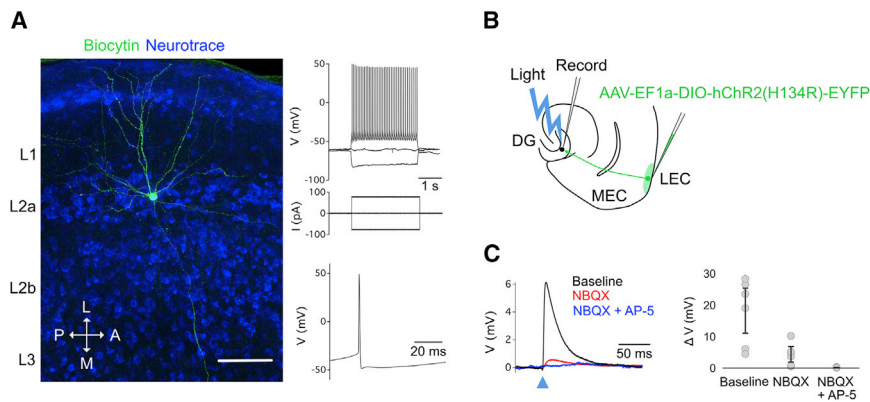 A
Biocytin Neurotrace
L1
L2a
L2b
L3
L
P
A
M
50
0
-50
-100
V (mV)
1 s
100
0
-100
I (pA)
50
0
-50
V (mV)
20 ms
B
Light
Record
AAV-EF1a-DIO-hChR2(H134R)-EYFP
DG
MEC
LEC
C
6
4
2
0
V (mV)
Baseline
NBQX
NBQX + AP-5
50 ms
30
20
10
0
Δ V (mV)
Baseline
NBQX
NBQX
+ AP-5